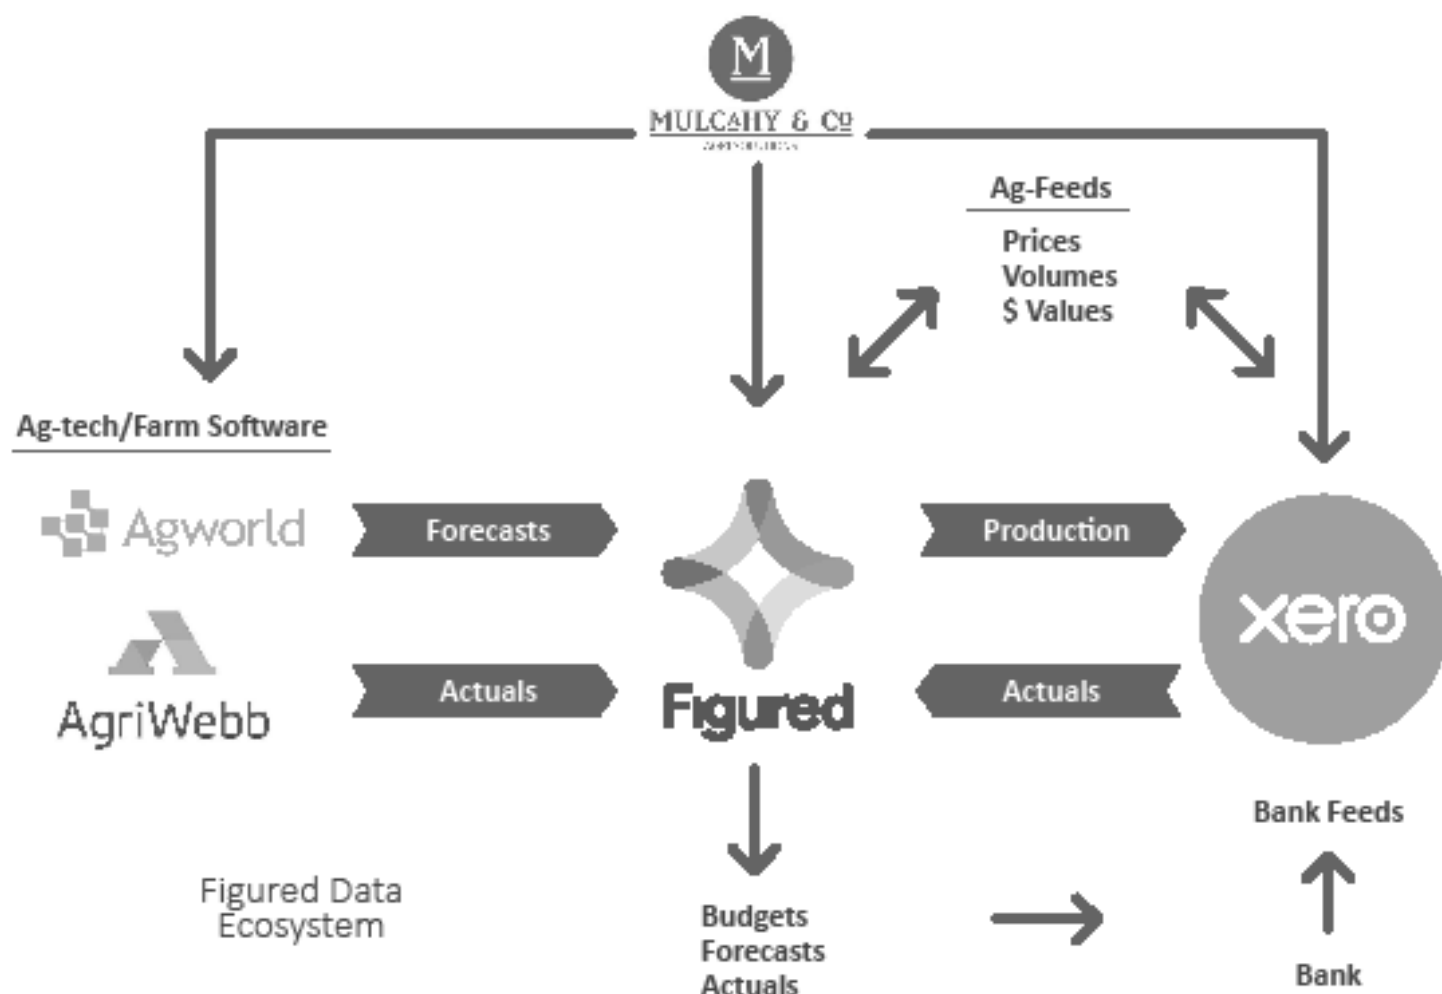 M
MULCAHY & CO
AGRISOLUTIONS
Ag-Feeds
Prices
Volumes
$ Values
Ag-tech/Farm Software
Agworld
Forecasts
Production
xero
AgriWebb
Actuals
Figured
Actuals
Bank Feeds
Figured Data
Ecosystem
Budgets
Forecasts
Actuals
Bank